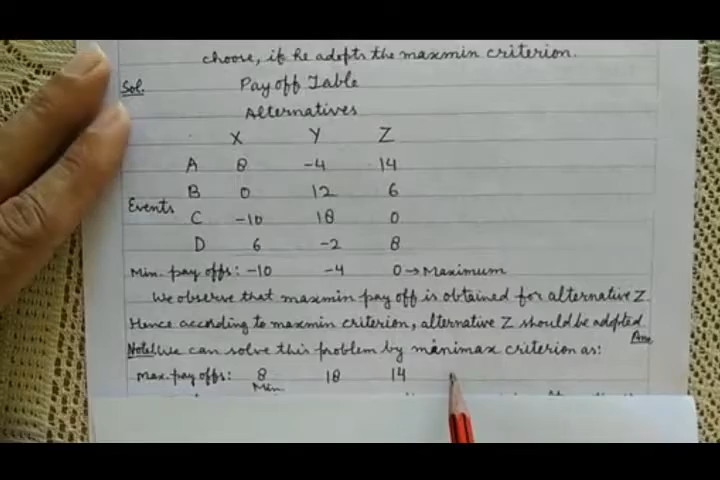 choose, if he adopts the maxmin criterion.
Sol. Pay off Table
Alternatives
X Y Z
A 8 -4 14
B 0 12 6
Events
C -10 18 0
D 6 -2 8
Min. pay offs: -10 -4 0 → Maximum
We observe that maxmin pay off is obtained for alternative Z.
Hence according to maxmin criterion, alternative Z should be adopted
Ans.
Note: We can solve this problem by minimax criterion as:
Max. pay offs: 8 18 14
Min.